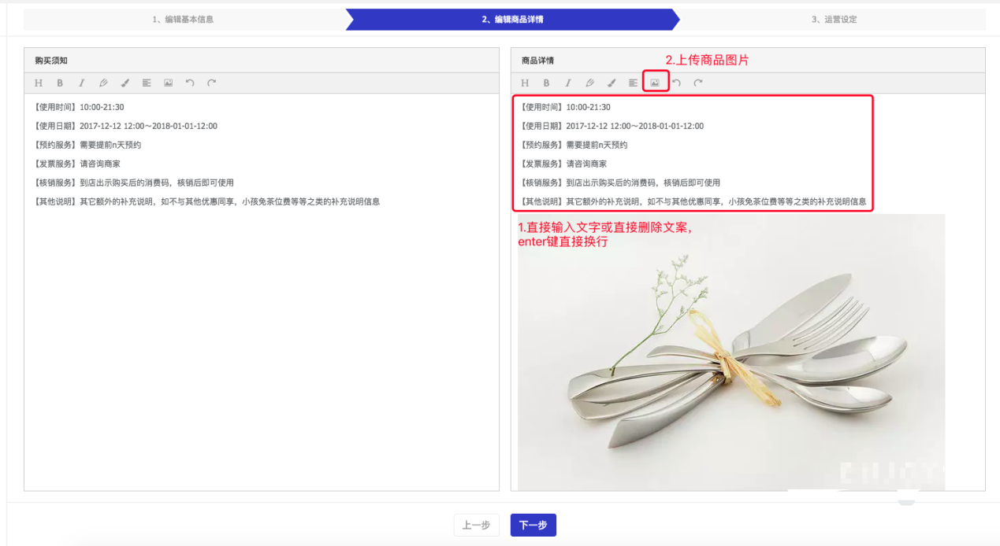 1、编辑基本信息
2、编辑商品详情
3、运营设定
购买须知
H B I
【使用时间】10:00-21:30
【使用日期】2017-12-12 12:00～2018-01-01-12:00
【预约服务】需要提前n天预约
【发票服务】请咨询商家
【核销服务】到店出示购买后的消费码，核销后即可使用
【其他说明】其它额外的补充说明，如不与其他优惠同享，小孩免茶位费等等之类的补充说明信息
商品详情
2.上传商品图片
H B I
【使用时间】10:00-21:30
【使用日期】2017-12-12 12:00～2018-01-01-12:00
【预约服务】需要提前n天预约
【发票服务】请咨询商家
【核销服务】到店出示购买后的消费码，核销后即可使用
【其他说明】其它额外的补充说明，如不与其他优惠同享，小孩免茶位费等等之类的补充说明信息
1.直接输入文字或直接删除文案，
enter键直接换行
上一步
下一步